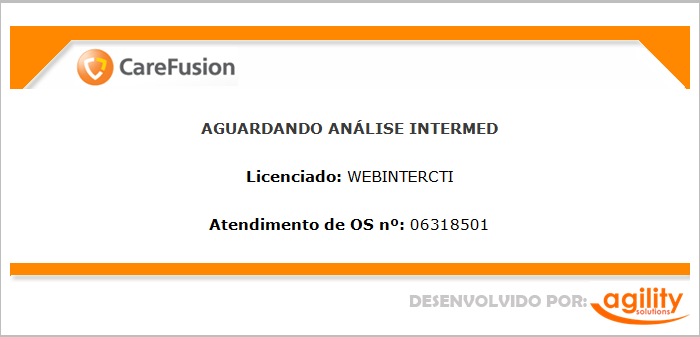 CareFusion
AGUARDANDO ANÁLISE INTERMED
Licenciado: WEBINTERCTI
Atendimento de OS nº: 06318501
DESENVOLVIDO POR: agility
solutions